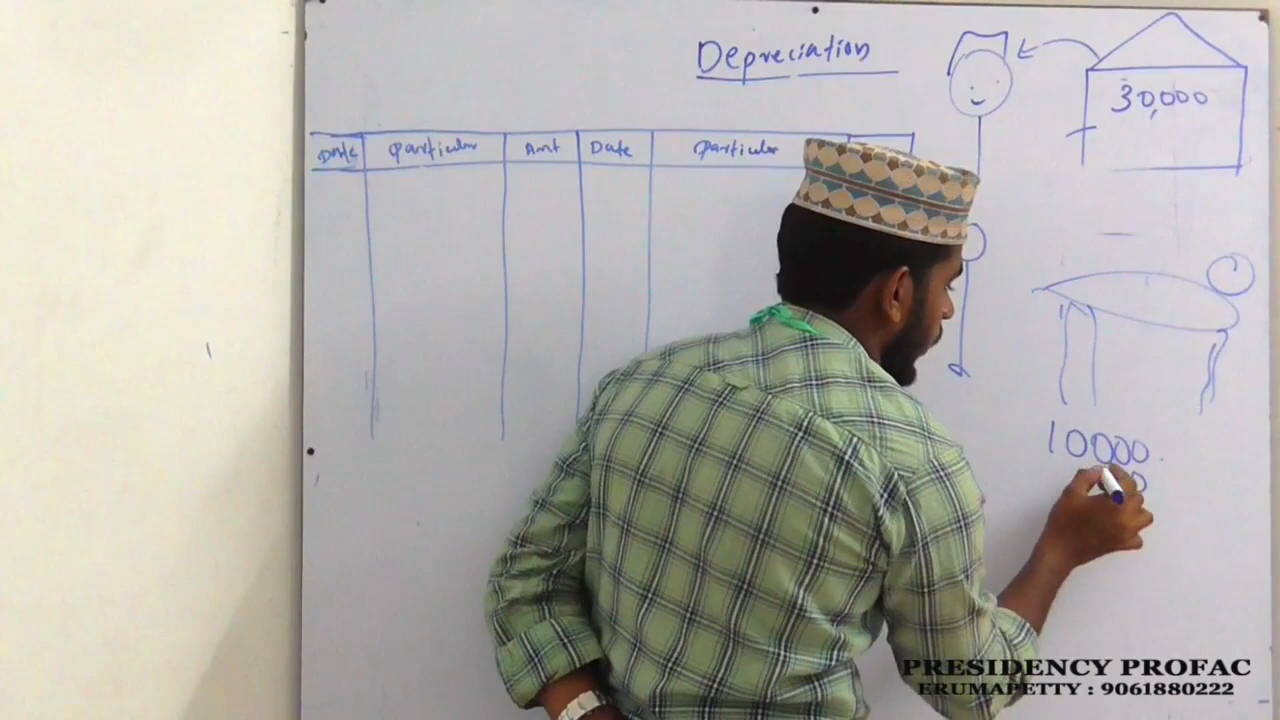 Depreciation
30,000
Date Particular Amt Date Particular
10000
PRESIDENCY PROFAC
ERUMAPETTY : 9061880222